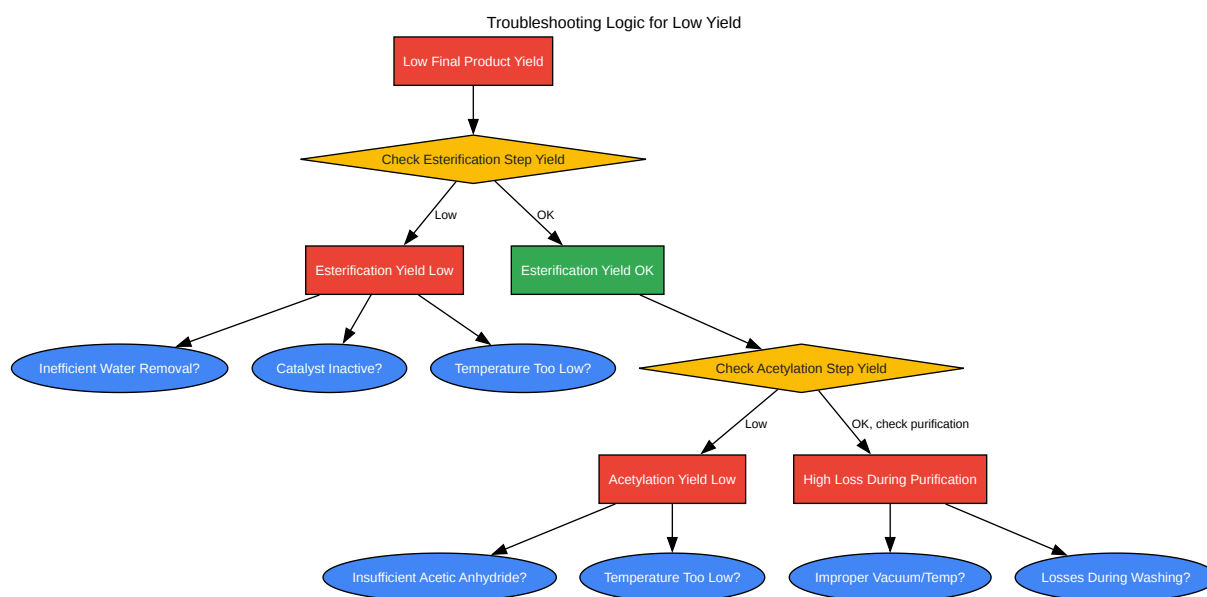 Troubleshooting Logic for Low Yield
Low Final Product Yield
Check Esterification Step Yield
Low
OK
Esterification Yield Low
Esterification Yield OK
Inefficient Water Removal?
Catalyst Inactive?
Temperature Too Low?
Check Acetylation Step Yield
Low
OK, check purification
Acetylation Yield Low
High Loss During Purification
Insufficient Acetic Anhydride?
Temperature Too Low?
Improper Vacuum/Temp?
Losses During Washing?